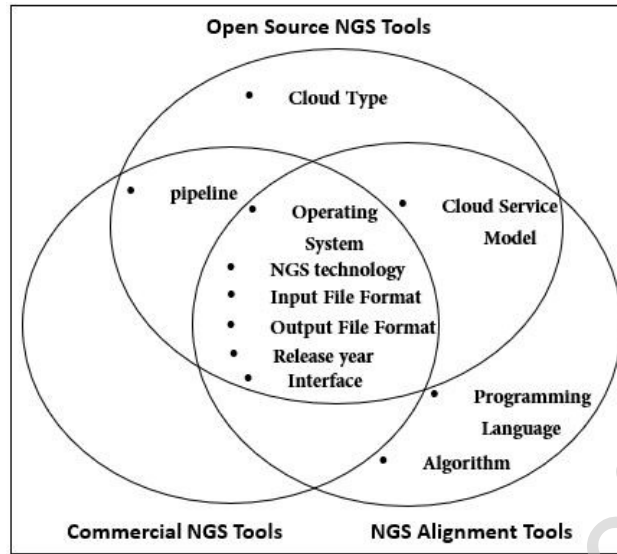 Open Source NGS Tools
• Cloud Type
• pipeline
• Operating
System
• Cloud Service
Model
• NGS technology
• Input File Format
• Output File Format
• Release year
• Interface
• Programming
Language
• Algorithm
Commercial NGS Tools
NGS Alignment Tools